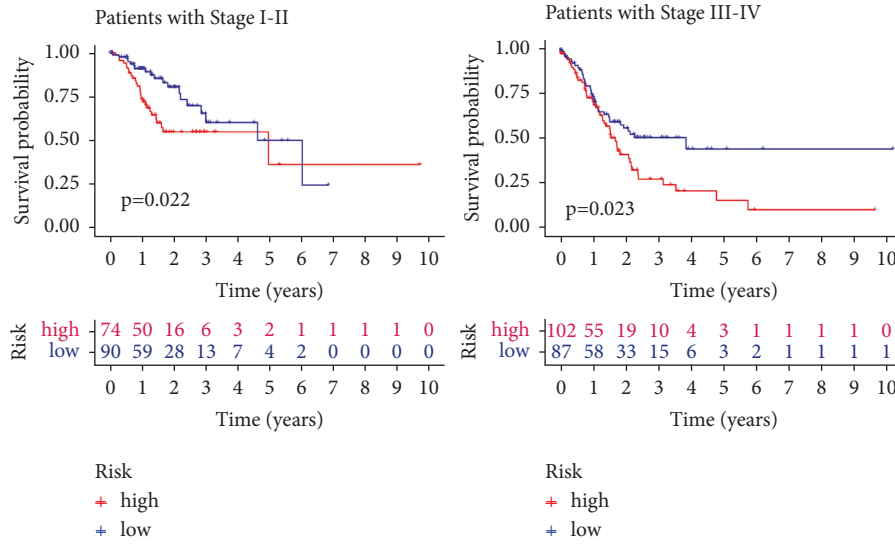 Patients with Stage I-II
Survival probability
1.00
0.75
0.50
0.25
0.00
p=0.022
0 1 2 3 4 5 6 7 8 9 10
Time (years)
Risk
high 74 50 16 6 3 2 1 1 1 1 0
low 90 59 28 13 7 4 2 0 0 0 0
0 1 2 3 4 5 6 7 8 9 10
Time (years)
Risk
high
low
Patients with Stage III-IV
Survival probability
1.00
0.75
0.50
0.25
0.00
p=0.023
0 1 2 3 4 5 6 7 8 9 10
Time (years)
Risk
high 102 55 19 10 4 3 1 1 1 1 0
low 87 58 33 15 6 3 2 1 1 1 1
0 1 2 3 4 5 6 7 8 9 10
Time (years)
Risk
high
low